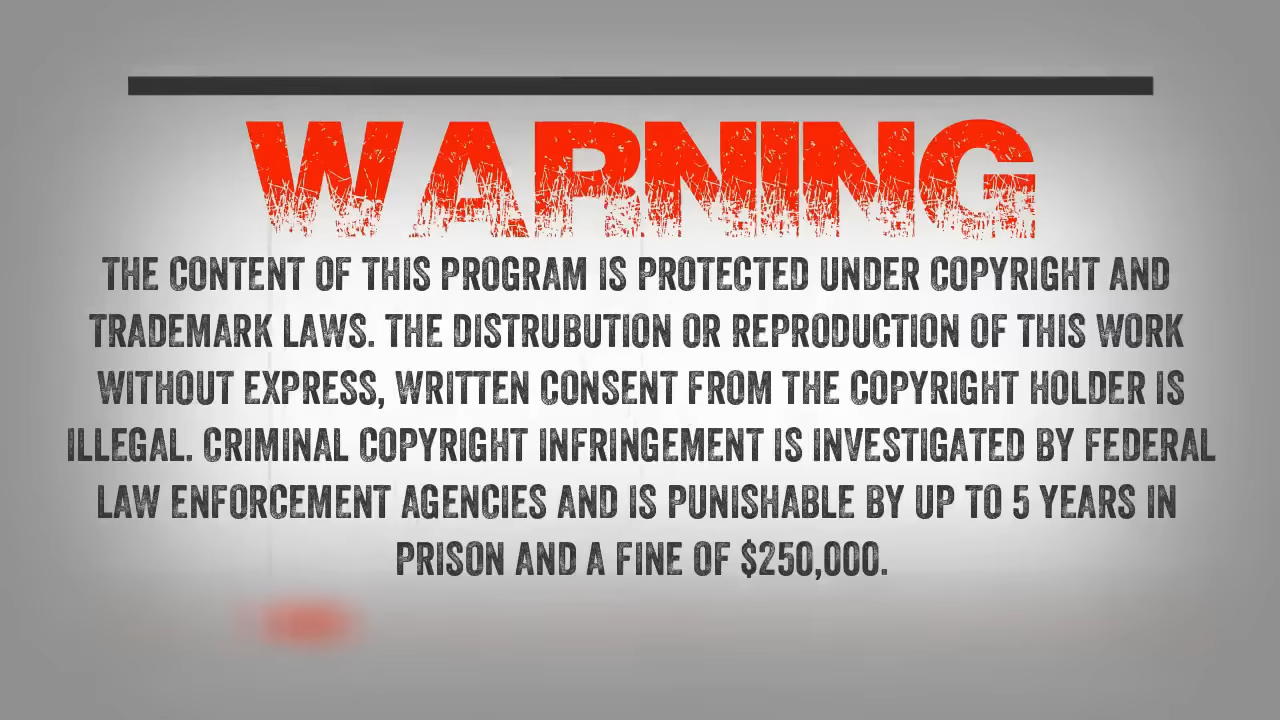 WARNING
THE CONTENT OF THIS PROGRAM IS PROTECTED UNDER COPYRIGHT AND
TRADEMARK LAWS. THE DISTRUBUTION OR REPRODUCTION OF THIS WORK
WITHOUT EXPRESS, WRITTEN CONSENT FROM THE COPYRIGHT HOLDER IS
ILLEGAL. CRIMINAL COPYRIGHT INFRINGEMENT IS INVESTIGATED BY FEDERAL
LAW ENFORCEMENT AGENCIES AND IS PUNISHABLE BY UP TO 5 YEARS IN
PRISON AND A FINE OF $250,000.